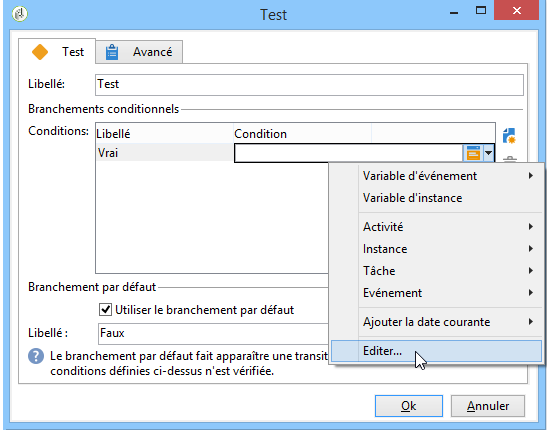 Test
Test Avancé
Libellé: Test
Branchements conditionnels
Conditions: Libellé Condition
Vrai
Variable d'événement
Variable d'instance
Activité
Instance
Tâche
Evénement
Ajouter la date courante
Editer...
Branchement par défaut
Utiliser le branchement par défaut
Libellé : Faux
Le branchement par défaut fait apparaître une transit
conditions définies ci-dessus n'est vérifiée.
Ok Annuler